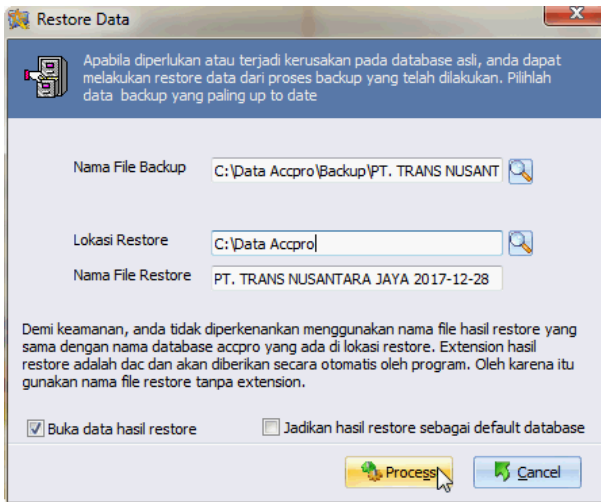 Restore Data
Apabila diperlukan atau terjadi kerusakan pada database asli, anda dapat
melakukan restore data dari proses backup yang telah dilakukan. Pilihlah
data backup yang paling up to date
Nama File Backup
C:\Data Accpro\Backup\PT. TRANS NUSANT
Lokasi Restore
C:\Data Accpro
Nama File Restore
PT. TRANS NUSANTARA JAYA 2017-12-28
Demi keamanan, anda tidak diperkenankan menggunakan nama file hasil restore yang
sama dengan nama database accpro yang ada di lokasi restore. Extension hasil
restore adalah dac dan akan diberikan secara otomatis oleh program. Oleh karena itu
gunakan nama file restore tanpa extension.
Buka data hasil restore
Jadikan hasil restore sebagai default database
Process
Cancel